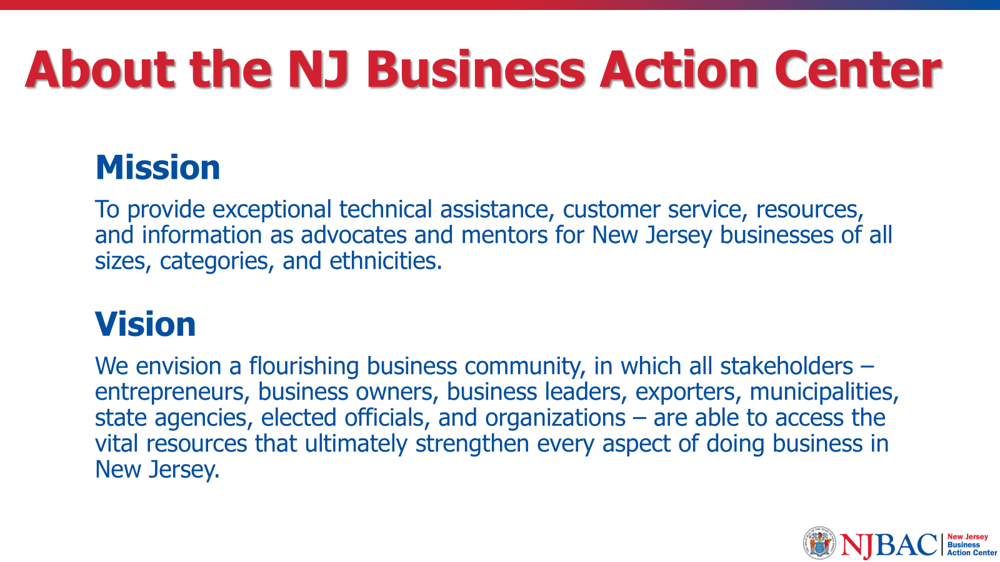 About the NJ Business Action Center
Mission
To provide exceptional technical assistance, customer service, resources,
and information as advocates and mentors for New Jersey businesses of all
sizes, categories, and ethnicities.
Vision
We envision a flourishing business community, in which all stakeholders –
entrepreneurs, business owners, business leaders, exporters, municipalities,
state agencies, elected officials, and organizations – are able to access the
vital resources that ultimately strengthen every aspect of doing business in
New Jersey.
NJBAC
New Jersey
Business
Action Center